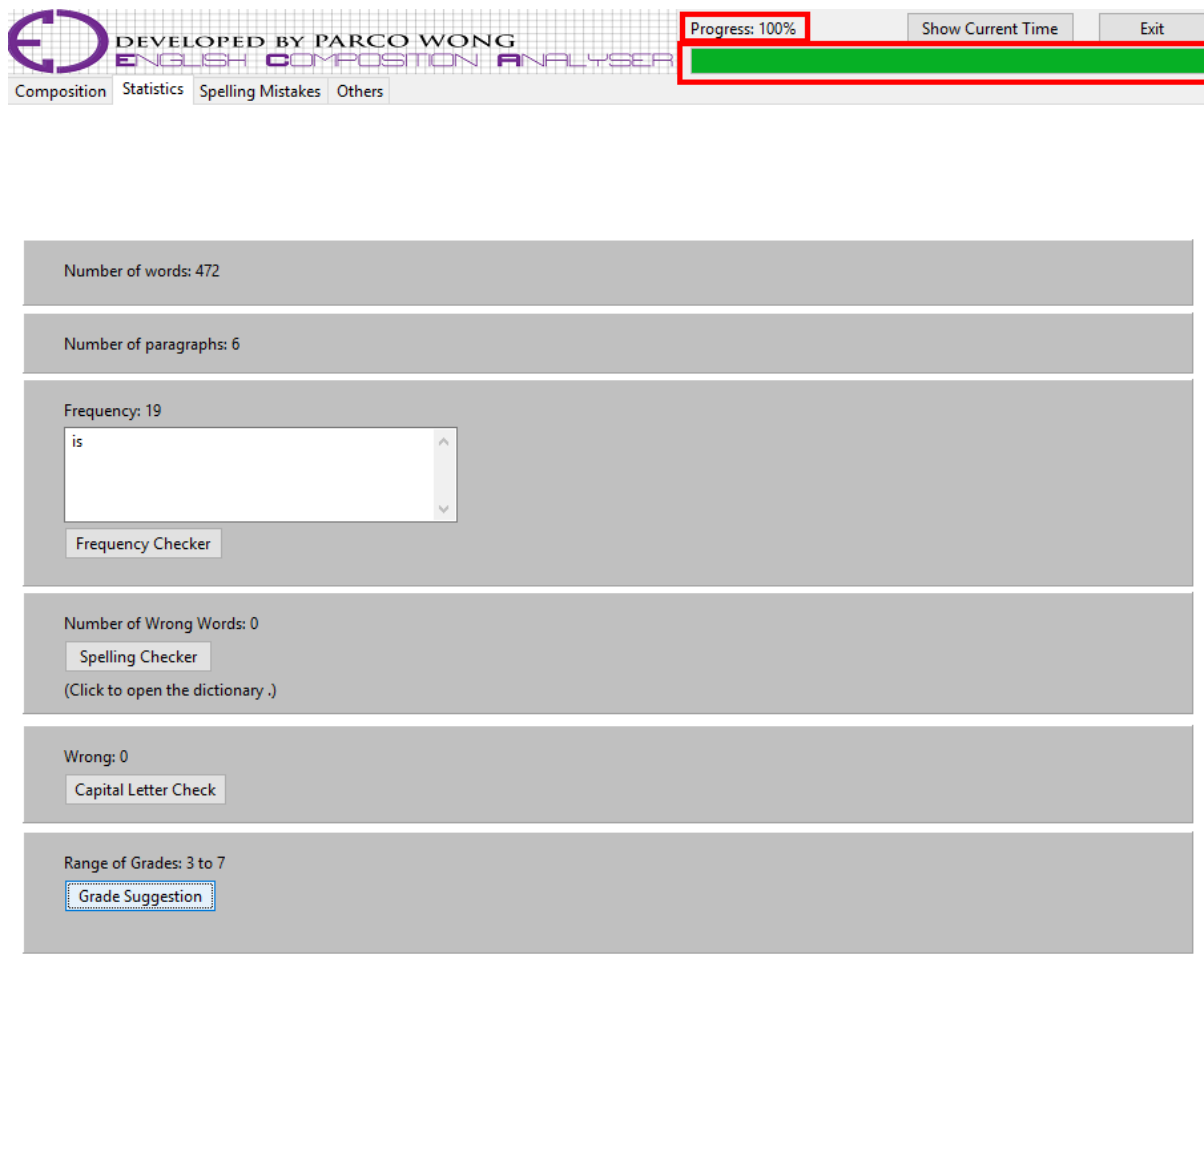 DEVELOPED BY PARCO WONG
ENGLISH COMPOSITION ANALYSER
Progress: 100%
Show Current Time
Exit
Composition
Statistics
Spelling Mistakes
Others
Number of words: 472
Number of paragraphs: 6
Frequency: 19
is
Frequency Checker
Number of Wrong Words: 0
Spelling Checker
(Click to open the dictionary .)
Wrong: 0
Capital Letter Check
Range of Grades: 3 to 7
Grade Suggestion